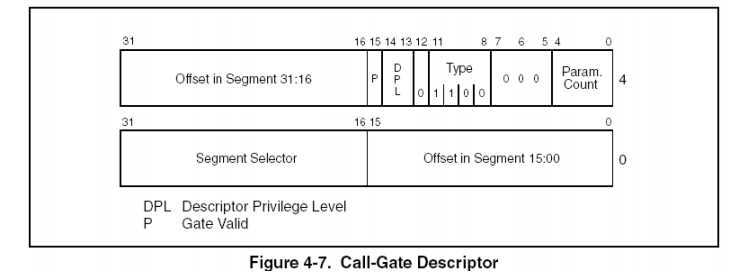 31 16 15 14 13 12 11 8 7 6 5 4 0
Offset in Segment 31:16 P D P L 0 Type 1 1 0 0 0 0 0 Param. Count 4
31 16 15 0
Segment Selector Offset in Segment 15:00 0
DPL Descriptor Privilege Level
P Gate Valid
Figure 4-7. Call-Gate Descriptor